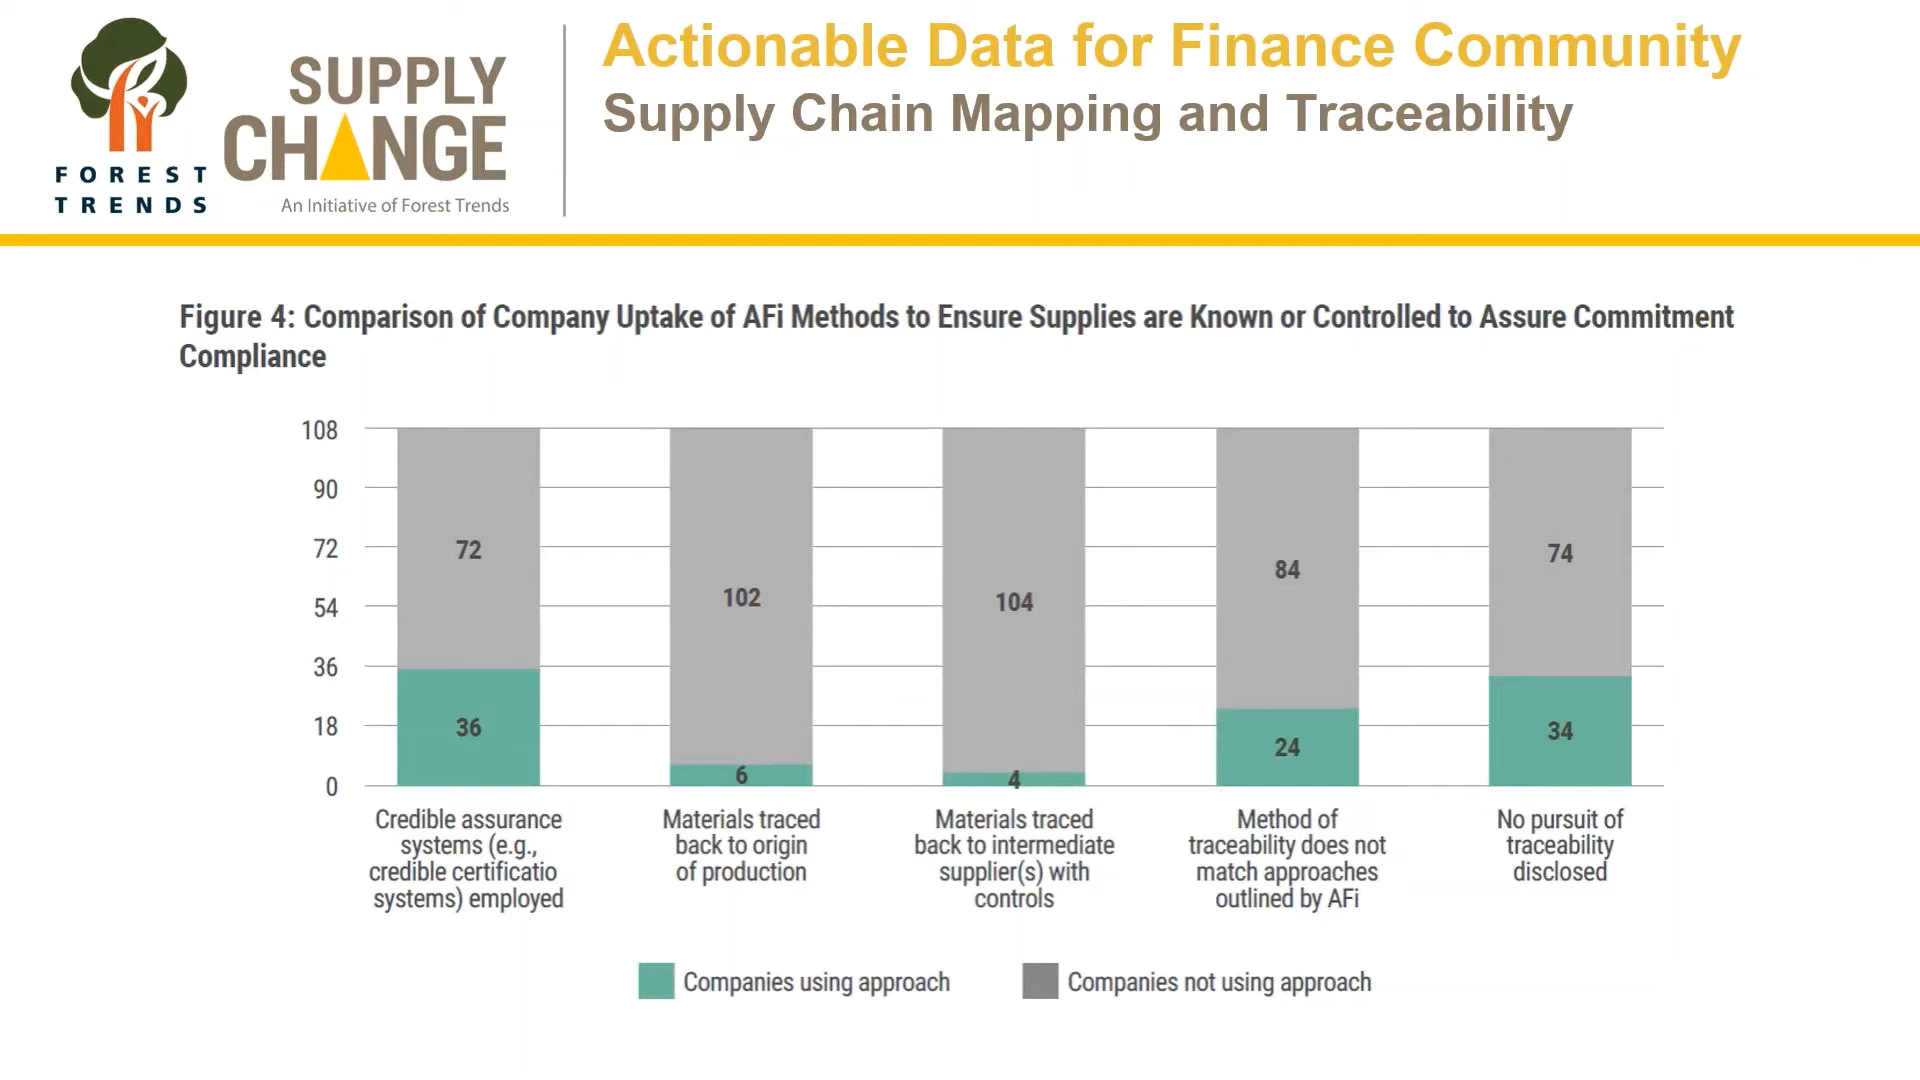 FOREST
TRENDS
SUPPLY
CHANGE
An Initiative of Forest Trends
Actionable Data for Finance Community
Supply Chain Mapping and Traceability
Figure 4: Comparison of Company Uptake of AFi Methods to Ensure Supplies are Known or Controlled to Assure Commitment
Compliance
108
90
72
54
36
18
0
72
36
102
6
104
4
84
24
74
34
Credible assurance
systems (e.g.,
credible certificatio
systems) employed
Materials traced
back to origin
of production
Materials traced
back to intermediate
supplier(s) with
controls
Method of
traceability does not
match approaches
outlined by AFi
No pursuit of
traceability
disclosed
Companies using approach
Companies not using approach